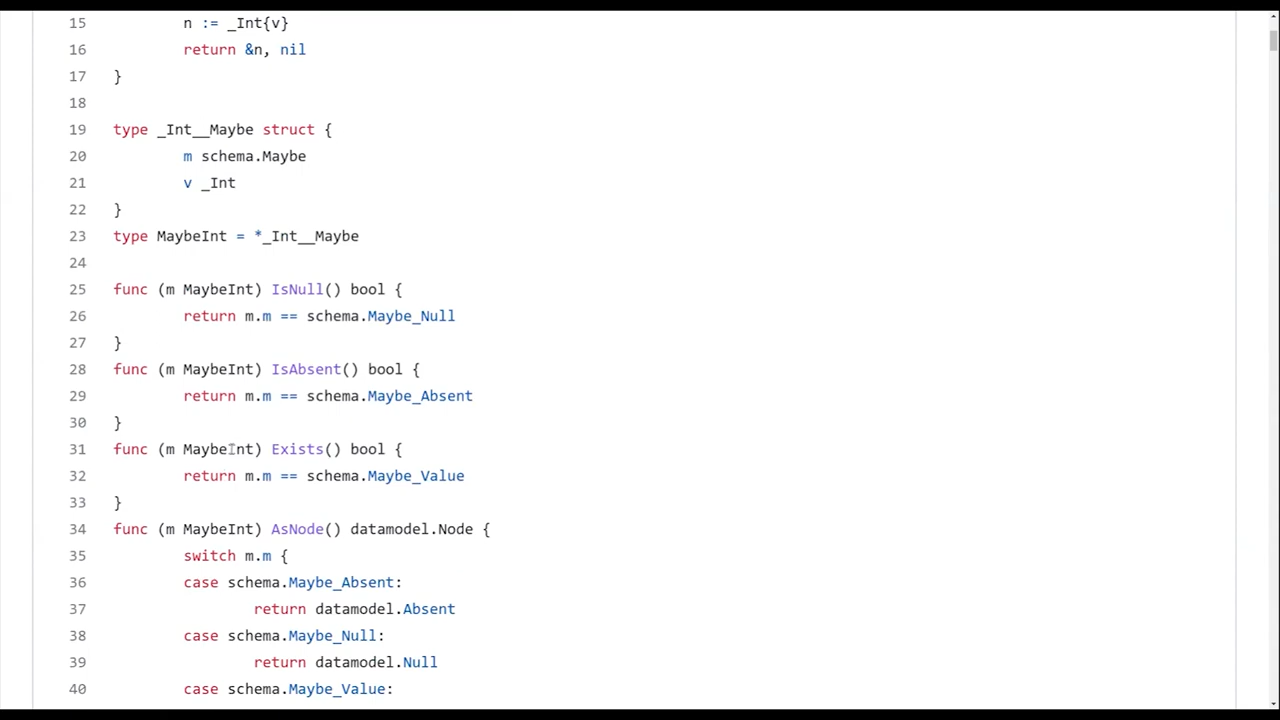 15 n := _Int{v}
16 return &n, nil
17 }
18
19 type _Int__Maybe struct {
20 m schema.Maybe
21 v _Int
22 }
23 type MaybeInt = *_Int__Maybe
24
25 func (m MaybeInt) IsNull() bool {
26 return m.m == schema.Maybe_Null
27 }
28 func (m MaybeInt) IsAbsent() bool {
29 return m.m == schema.Maybe_Absent
30 }
31 func (m MaybeInt) Exists() bool {
32 return m.m == schema.Maybe_Value
33 }
34 func (m MaybeInt) AsNode() datamodel.Node {
35 switch m.m {
36 case schema.Maybe_Absent:
37 return datamodel.Absent
38 case schema.Maybe_Null:
39 return datamodel.Null
40 case schema.Maybe_Value: